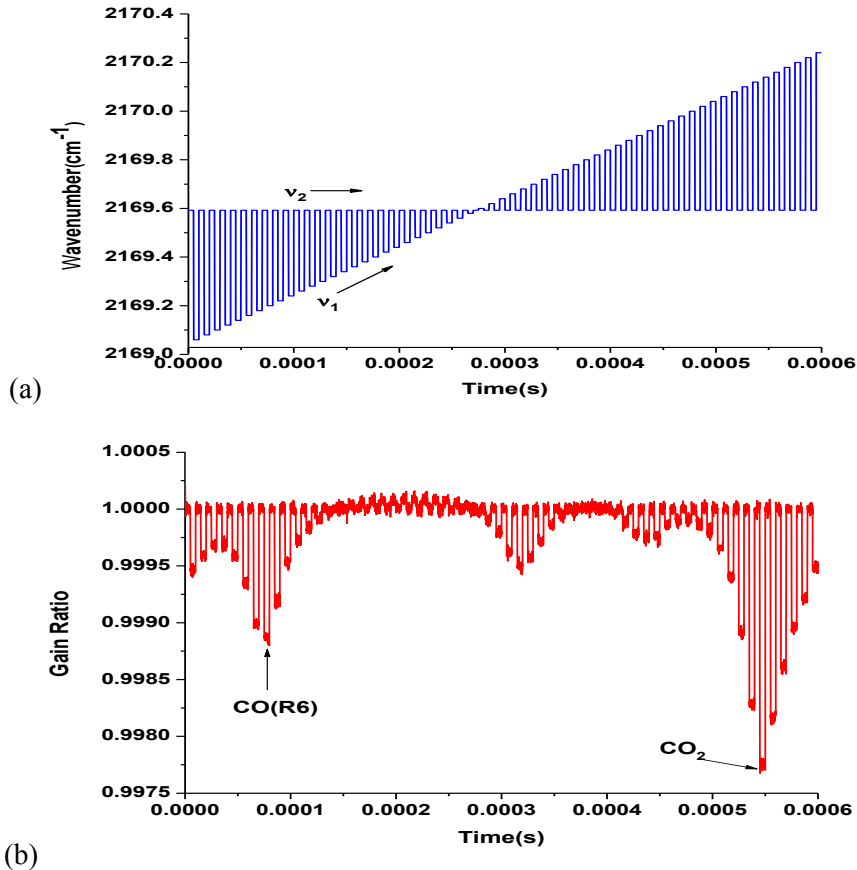 2170.4
2170.2
2170.0
2169.8
2169.6
2169.4
2169.2
2169.0
Wavenumber(cm⁻¹)
ν₂
ν₁
0.0000 0.0001 0.0002 0.0003 0.0004 0.0005 0.0006
Time(s)
(a)
1.0005
1.0000
0.9995
0.9990
0.9985
0.9980
0.9975
Gain Ratio
CO(R6)
CO₂
0.0000 0.0001 0.0002 0.0003 0.0004 0.0005 0.0006
Time(s)
(b)